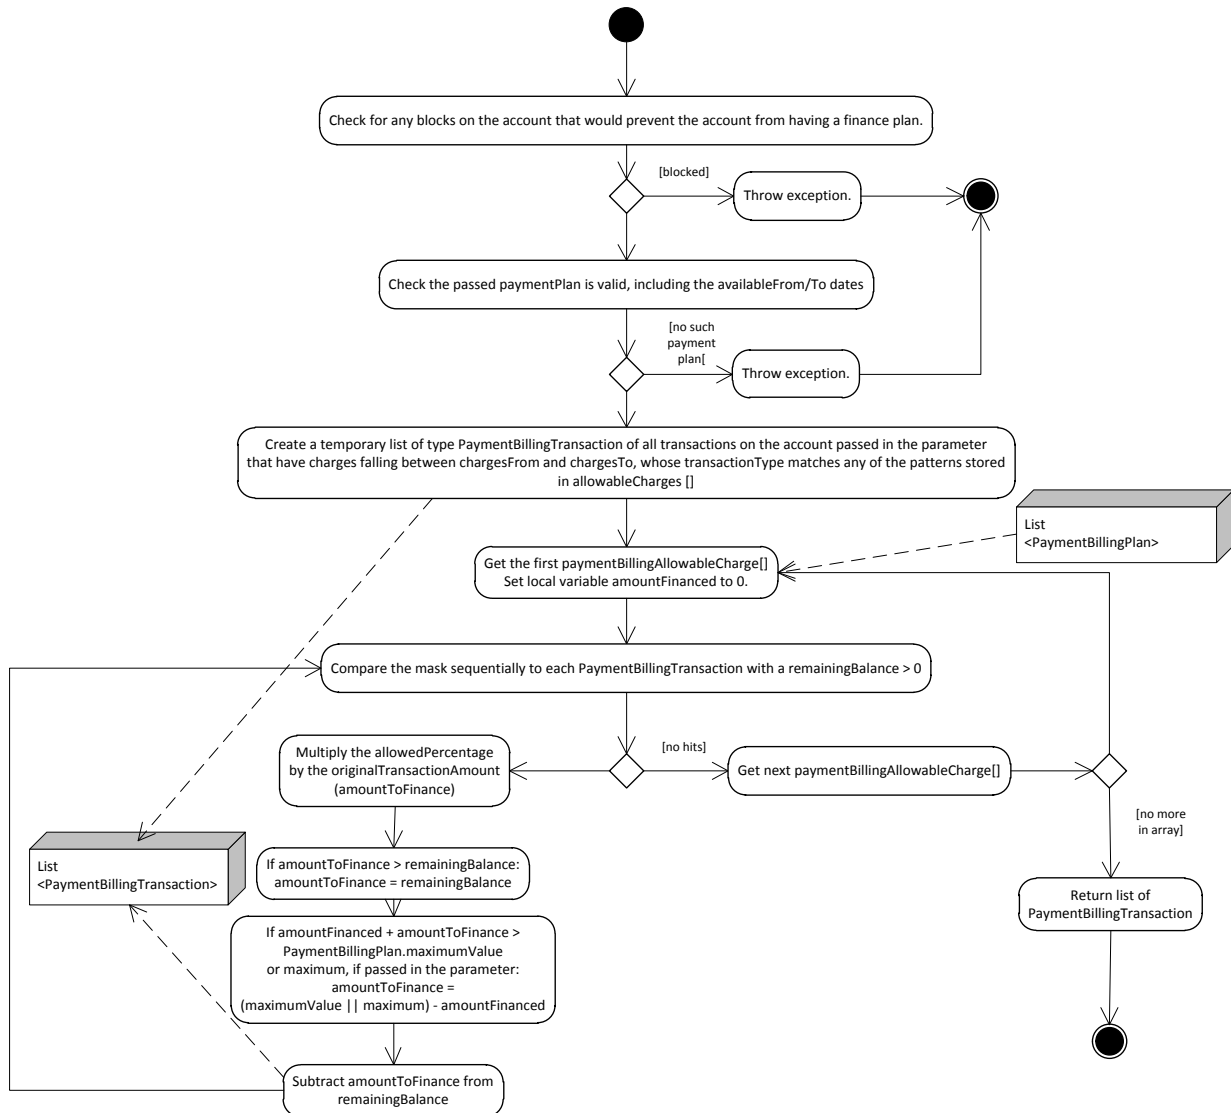 Check for any blocks on the account that would prevent the account from having a finance plan.
[blocked]
Throw exception.
Check the passed paymentPlan is valid, including the availableFrom/To dates
[no such
payment
plan[
Throw exception.
Create a temporary list of type PaymentBillingTransaction of all transactions on the account passed in the parameter
that have charges falling between chargesFrom and chargesTo, whose transactionType matches any of the patterns stored
in allowableCharges []
List
<PaymentBillingPlan>
Get the first paymentBillingAllowableCharge[]
Set local variable amountFinanced to 0.
Compare the mask sequentially to each PaymentBillingTransaction with a remainingBalance > 0
Multiply the allowedPercentage
by the originalTransactionAmount
(amountToFinance)
[no hits]
Get next paymentBillingAllowableCharge[]
[no more
in array]
List
<PaymentBillingTransaction>
If amountToFinance > remainingBalance:
amountToFinance = remainingBalance
Return list of
PaymentBillingTransaction
If amountFinanced + amountToFinance >
PaymentBillingPlan.maximumValue
or maximum, if passed in the parameter:
amountToFinance =
(maximumValue || maximum) - amountFinanced
Subtract amountToFinance from
remainingBalance